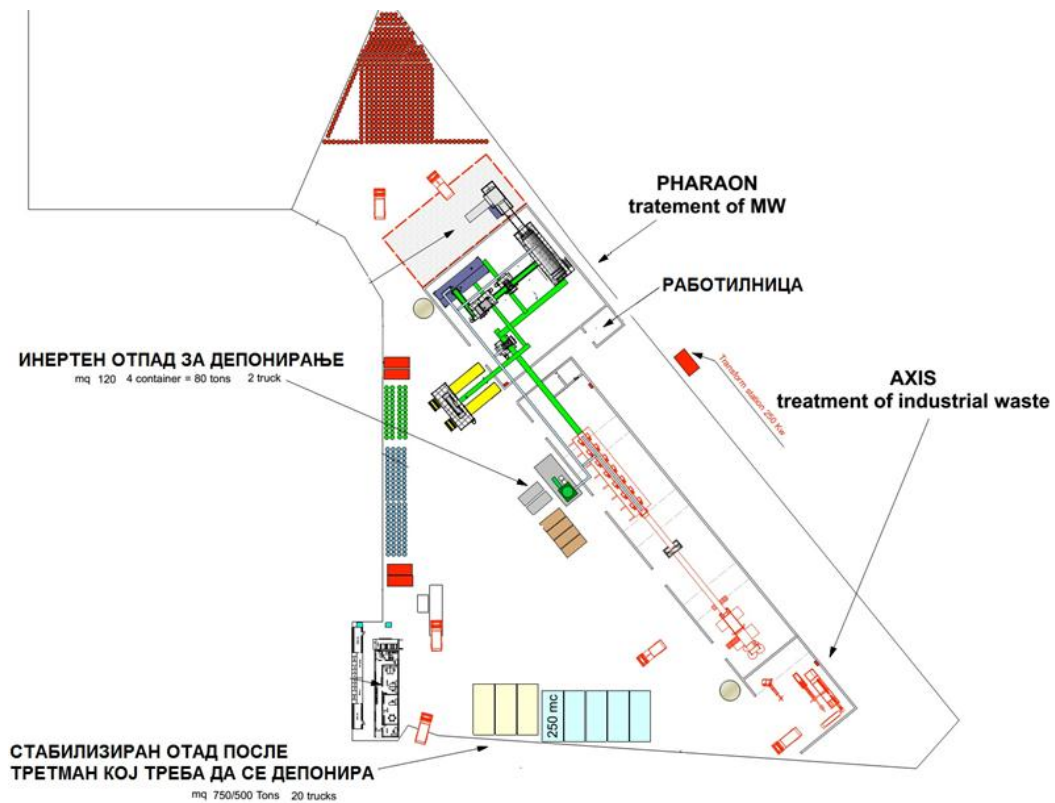 PHARAON
tratement of MW
РАБОТИЛНИЦА
ИНЕРТЕН ОТПАД ЗА ДЕПОНИРАЊЕ
mq 120 4 container = 80 tons 2 truck
Transform station 250 Kw
AXIS
treatment of industrial waste
250 mc
СТАБИЛИЗИРАН ОТАД ПОСЛЕ
ТРЕТМАН КОЈ ТРЕБА ДА СЕ ДЕПОНИРА
mq 750/500 Tons 20 trucks